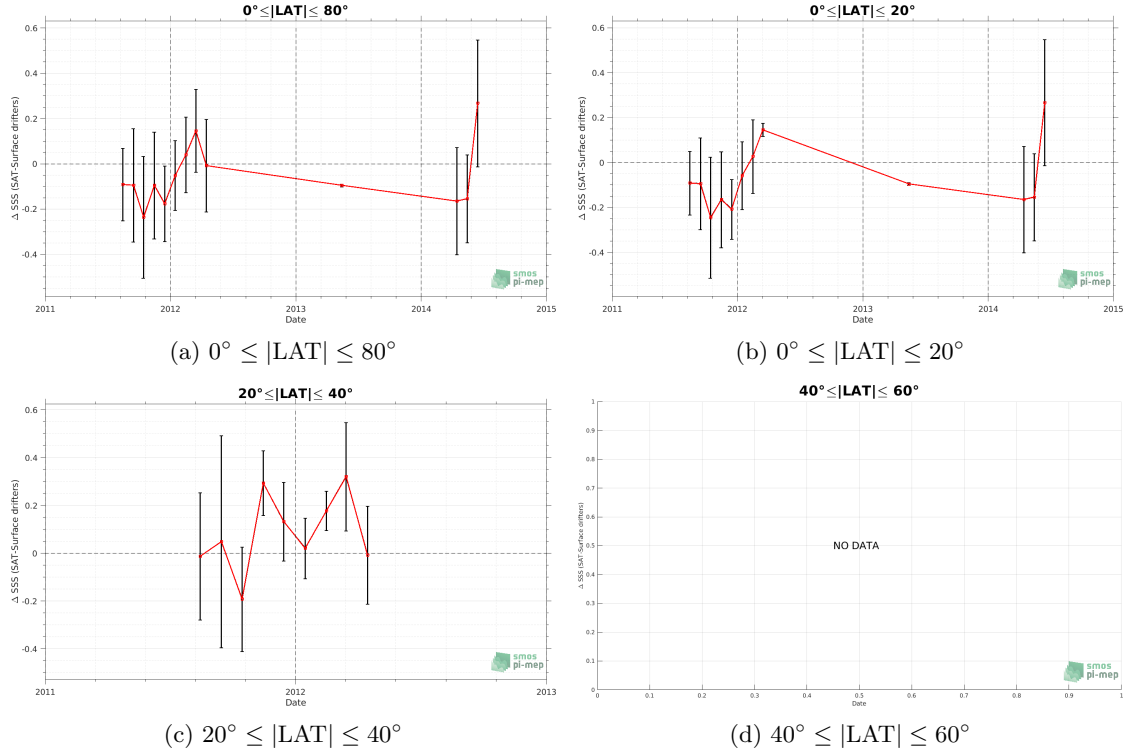 0°≤|LAT|≤ 80°
Δ SSS (SAT-Surface drifters)
0.6
0.4
0.2
0
-0.2
-0.4
2011
2012
2013
2014
2015
Date
smos
pi-mep
(a) 0° ≤ |LAT| ≤ 80°
0°≤|LAT|≤ 20°
Δ SSS (SAT-Surface drifters)
0.6
0.4
0.2
0
-0.2
-0.4
2011
2012
2013
2014
2015
Date
smos
pi-mep
(b) 0° ≤ |LAT| ≤ 20°
20°≤|LAT|≤ 40°
Δ SSS (SAT-Surface drifters)
0.6
0.4
0.2
0
-0.2
-0.4
2011
2012
2013
Date
smos
pi-mep
(c) 20° ≤ |LAT| ≤ 40°
40°≤|LAT|≤ 60°
Δ SSS (SAT-Surface drifters)
1
0.9
0.8
0.7
0.6
0.5
0.4
0.3
0.2
0.1
0
NO DATA
0
0.1
0.2
0.3
0.4
0.5
0.6
0.7
0.8
0.9
1
Date
smos
pi-mep
(d) 40° ≤ |LAT| ≤ 60°